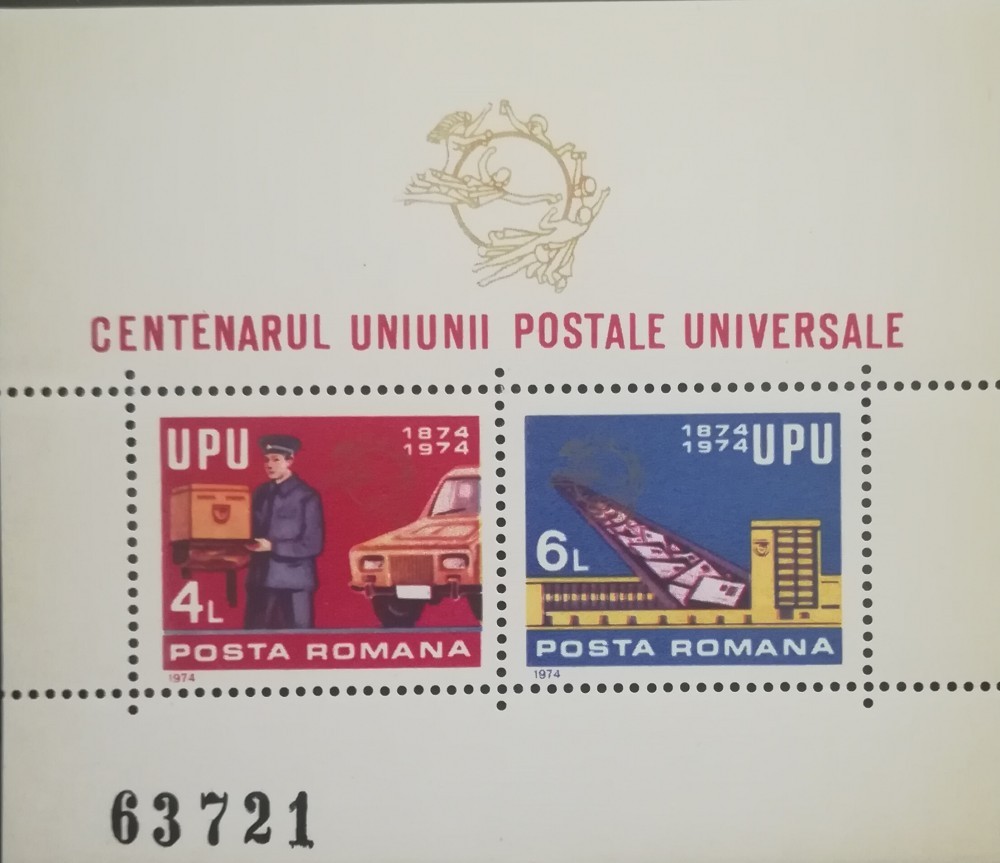 CENTENARUL UNIUNII POSTALE UNIVERSALE
UPU
1874
1974
4L
POSTA ROMANA
1974
1874
1974
UPU
6L
POSTA ROMANA
1974
63721